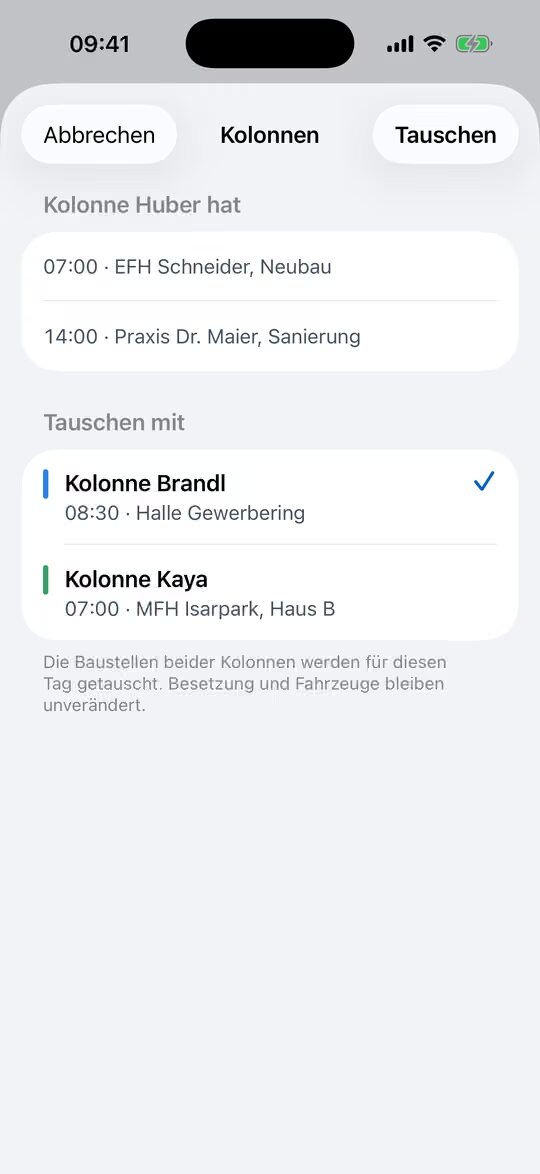 09:41
Abbrechen
Kolonnen
Tauschen
Kolonne Huber hat
07:00 · EFH Schneider, Neubau
14:00 · Praxis Dr. Maier, Sanierung
Tauschen mit
Kolonne Brandl
08:30 · Halle Gewerbering
Kolonne Kaya
07:00 · MFH Isarpark, Haus B
Die Baustellen beider Kolonnen werden für diesen
Tag getauscht. Besetzung und Fahrzeuge bleiben
unverändert.